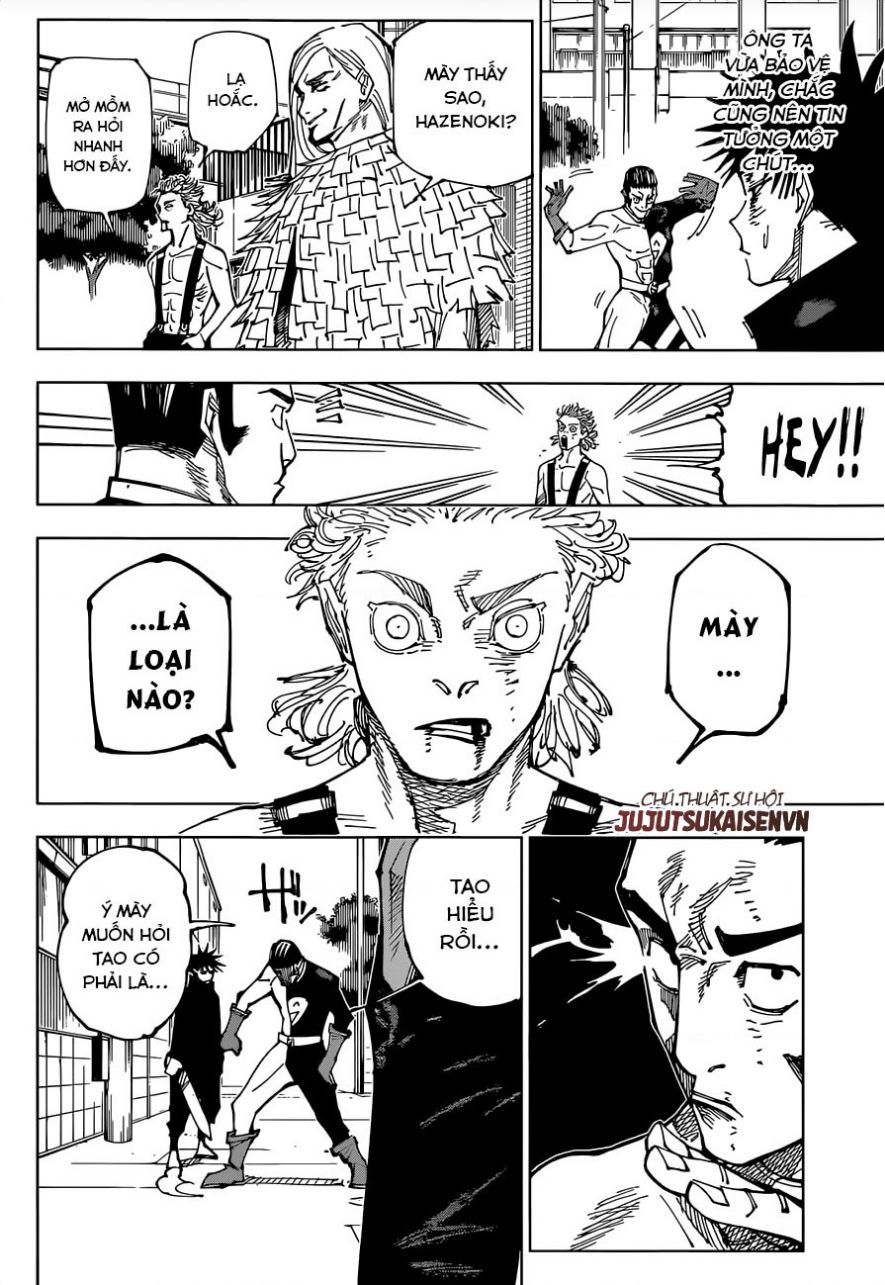 ÔNG TA
VỪA BẢO VỆ
MÌNH, CHẮC
CŨNG NÊN TIN
TƯỞNG MỘT
CHÚT...
MÀY THẤY
SAO,
HAZENOKI?
LẠ
HOẮC.
MỞ MỒM
RA HỎI
NHANH
HƠN ĐẤY.
HEY!!
MÀY
...
...LÀ
LOẠI
NÀO?
CHÚ THUẬT SƯ HỘI
JUJUTSUKAISENVN
TAO
HIỂU
RỒI...
Ý MÀY
MUỐN HỎI
TAO CÓ
PHẢI LÀ...